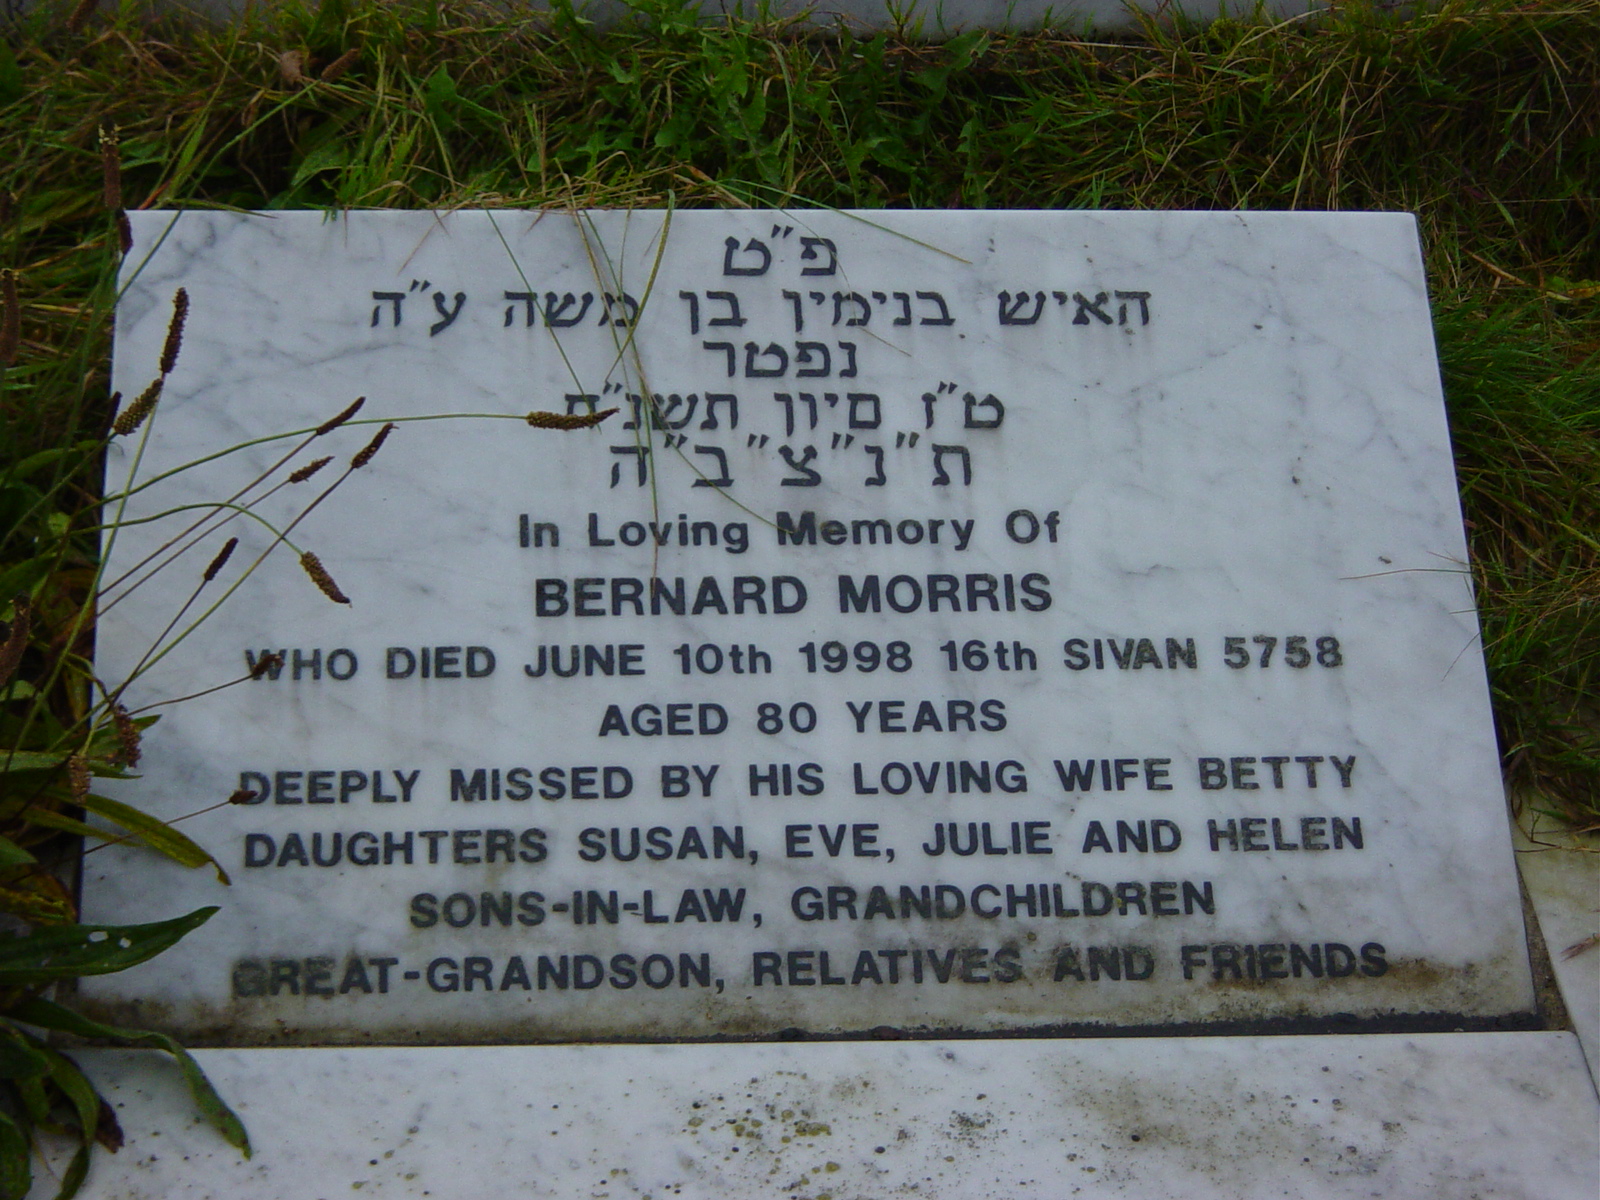 פ"ט
האיש בנימין בן משה ע"ה
נפטר
ט"ז םיון תשנ"ח
ת"נ"צ"ב"ה
In Loving Memory Of
BERNARD MORRIS
WHO DIED JUNE 10th 1998 16th SIVAN 5758
AGED 80 YEARS
DEEPLY MISSED BY HIS LOVING WIFE BETTY
DAUGHTERS SUSAN, EVE, JULIE AND HELEN
SONS-IN-LAW, GRANDCHILDREN
GREAT-GRANDSON, RELATIVES AND FRIENDS